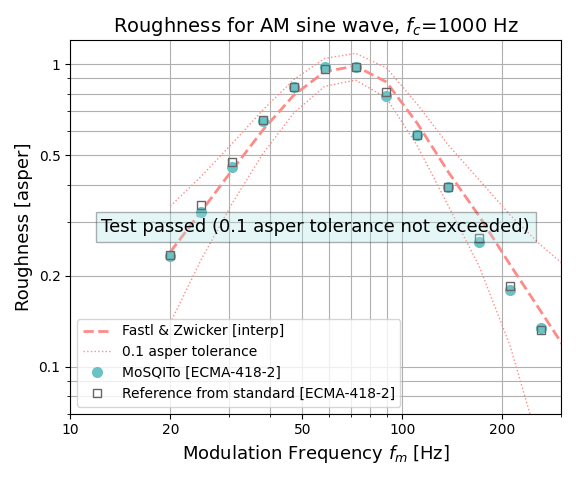 Roughness for AM sine wave, f_c=1000 Hz
Roughness [asper]
1
0.5
0.2
0.1
Test passed (0.1 asper tolerance not exceeded)
Fastl & Zwicker [interp]
0.1 asper tolerance
MoSQITo [ECMA-418-2]
Reference from standard [ECMA-418-2]
10
20
50
100
200
Modulation Frequency f_m [Hz]